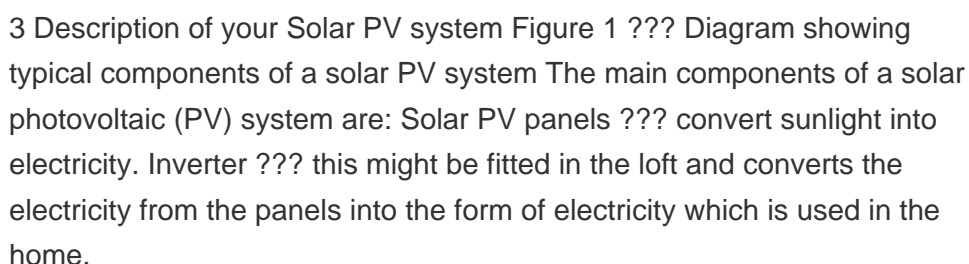 3 Description of your Solar PV system Figure 1 ??? Diagram showing
typical components of a solar PV system The main components of a solar
photovoltaic (PV) system are: Solar PV panels ??? convert sunlight into
electricity. Inverter ??? this might be fitted in the loft and converts the
electricity from the panels into the form of electricity which is used in the
home.